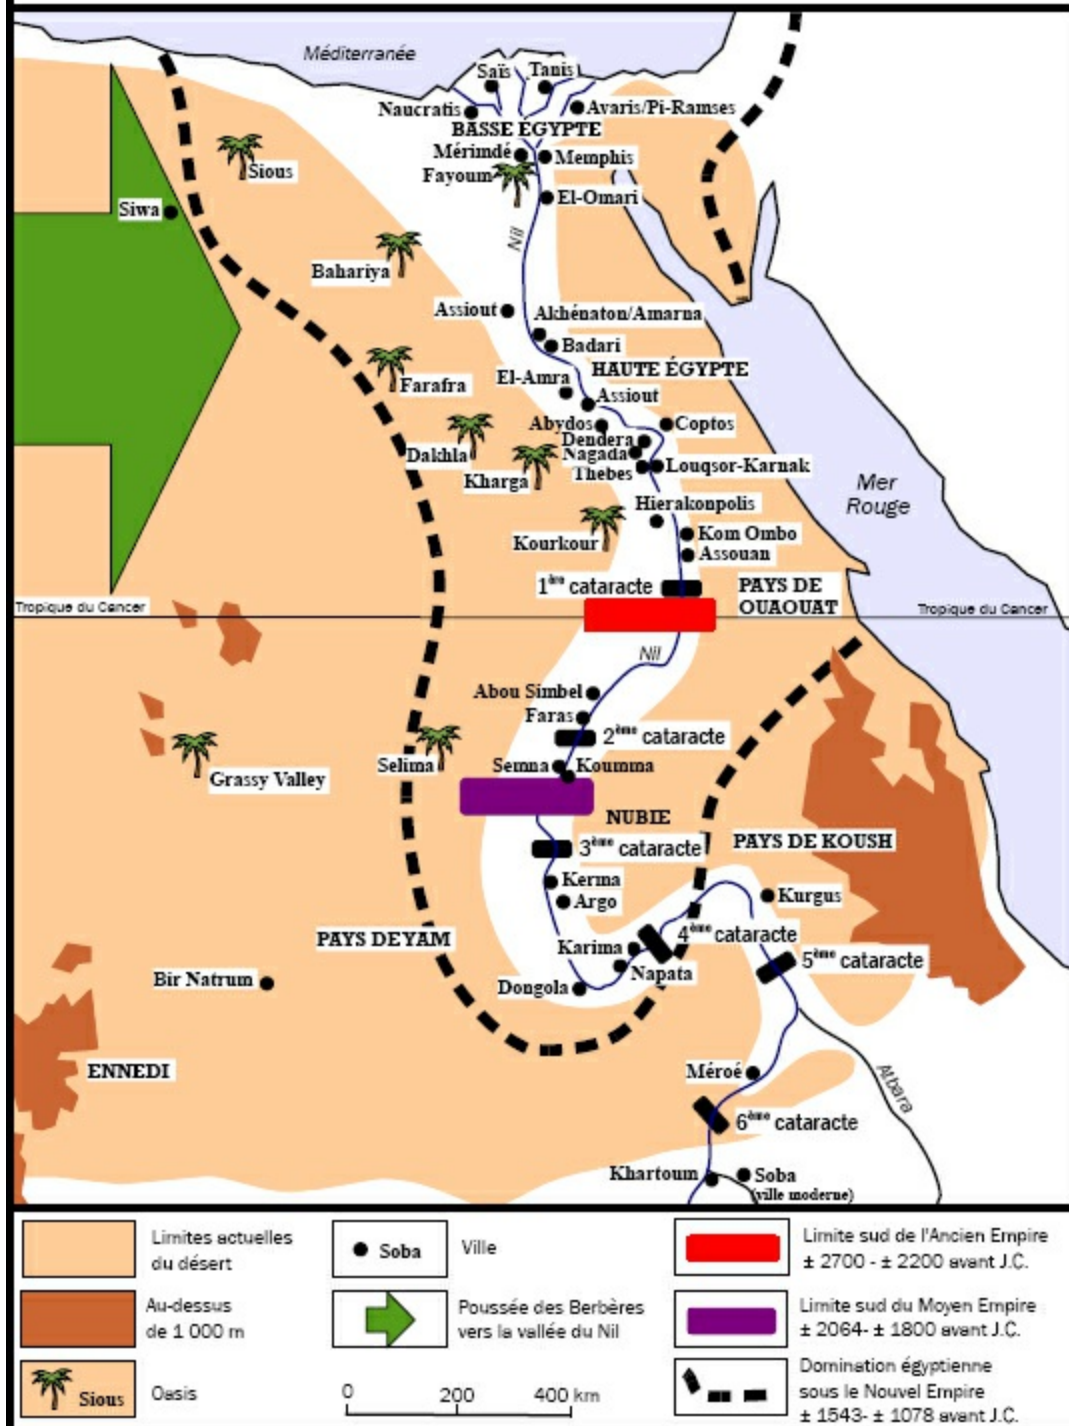 Méditerranée
Saïs
Tanis
Naucratis
Avaris/Pi-Ramses
BASSE ÉGYPTE
Mérimdé
Memphis
Fayoum
Sious
El-Omari
Siwa
Nil
Bahariya
Assiout
Akhénaton/Amarna
Badari
HAUTE ÉGYPTE
El-Amra
Farafra
Assiout
Abydos
Coptos
Dendera
Dakhla
Nagada
Kharga
Thèbes
Louqsor-Karnak
Mer
Rouge
Hierakonpolis
Kourkour
Kom Ombo
Assouan
1ème cataracte
PAYS DE
OUAOUAT
Tropique du Cancer
Tropique du Cancer
Nil
Abou Simbel
Faras
2ème cataracte
Selima
Semna
Koumma
Grassy Valley
NUBIE
3ème cataracte
PAYS DE KOUSH
Kerma
Argo
Kurgus
PAYS DEYAM
Karima
4ème cataracte
5ème cataracte
Napata
Bir Natrum
Dongola
ENNEDI
Méroé
Atbara
6ème cataracte
Khartoum
Soba
(ville moderne)
Limites actuelles
du désert
Soba
Ville
Limite sud de l'Ancien Empire
± 2700 - ± 2200 avant J.C.
Au-dessus
de 1 000 m
Poussée des Berbères
vers la vallée du Nil
Limite sud du Moyen Empire
± 2064- ± 1800 avant J.C.
Sious
Oasis
0 200 400 km
Domination égyptienne
sous le Nouvel Empire
± 1543- ± 1078 avant J.C.